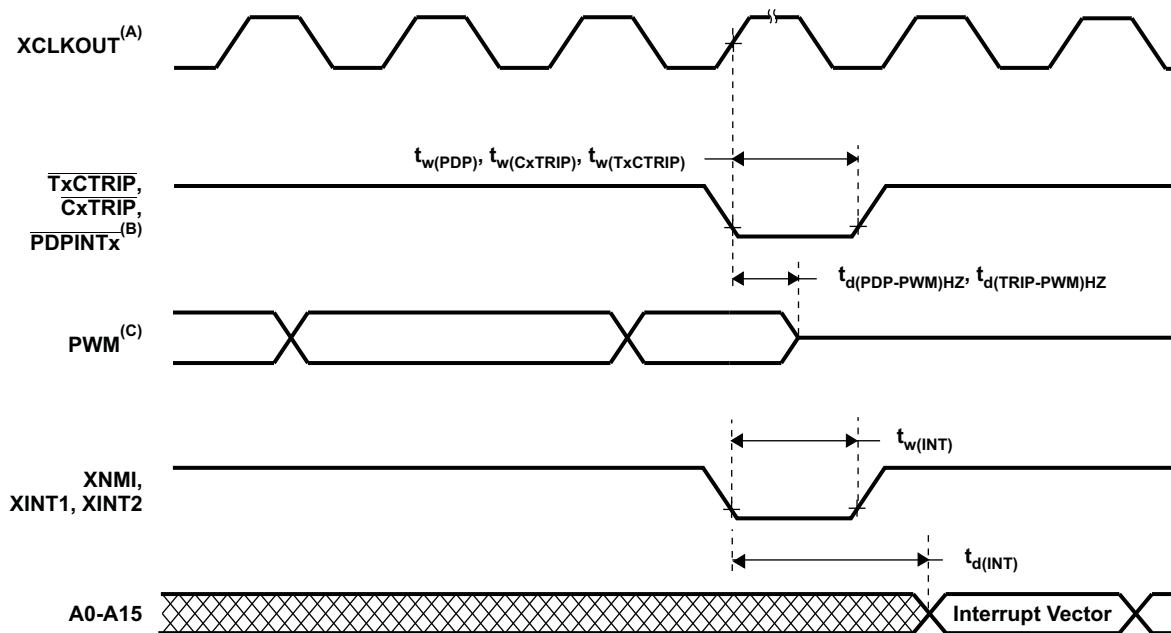 XCLKOUT(A)
tw(PDP), tw(CxTRIP), tw(TxCTRIP)
TxCTRIP,
CxTRIP,
PDPINTx(B)
td(PDP-PWM)HZ, td(TRIP-PWM)HZ
PWM(C)
tw(INT)
XNMI,
XINT1, XINT2
td(INT)
A0-A15
Interrupt Vector